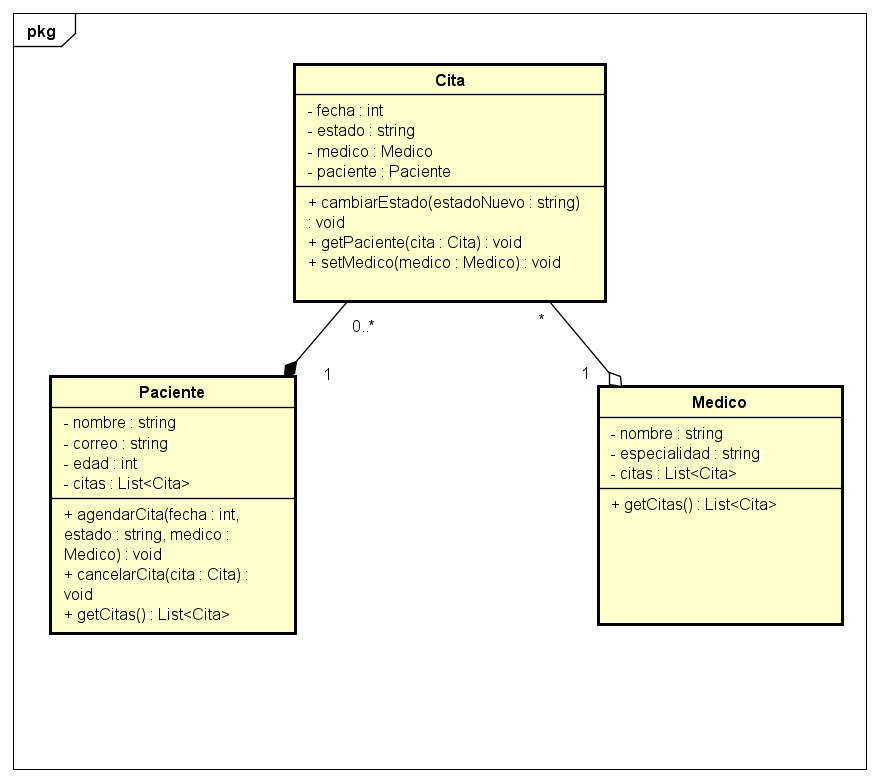 pkg
Cita
- fecha : int
- estado : string
- medico : Medico
- paciente : Paciente
+ cambiarEstado(estadoNuevo : string)
: void
+ getPaciente(cita : Cita) : void
+ setMedico(medico : Medico) : void
0..*
*
1
1
Paciente
- nombre : string
- correo : string
- edad : int
- citas : List<Cita>
+ agendarCita(fecha : int,
estado : string, medico :
Medico) : void
+ cancelarCita(cita : Cita) :
void
+ getCitas() : List<Cita>
Medico
- nombre : string
- especialidad : string
- citas : List<Cita>
+ getCitas() : List<Cita>